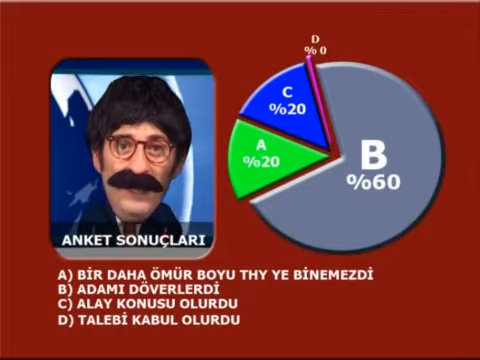 D
% 0
C
%20
A
%20
B
%60
ANKET SONUÇLARI
A) BİR DAHA ÖMÜR BOYU THY YE BİNEMEZDİ
B) ADAMI DÖVERLERDİ
C) ALAY KONUSU OLURDU
D) TALEBİ KABUL OLURDU